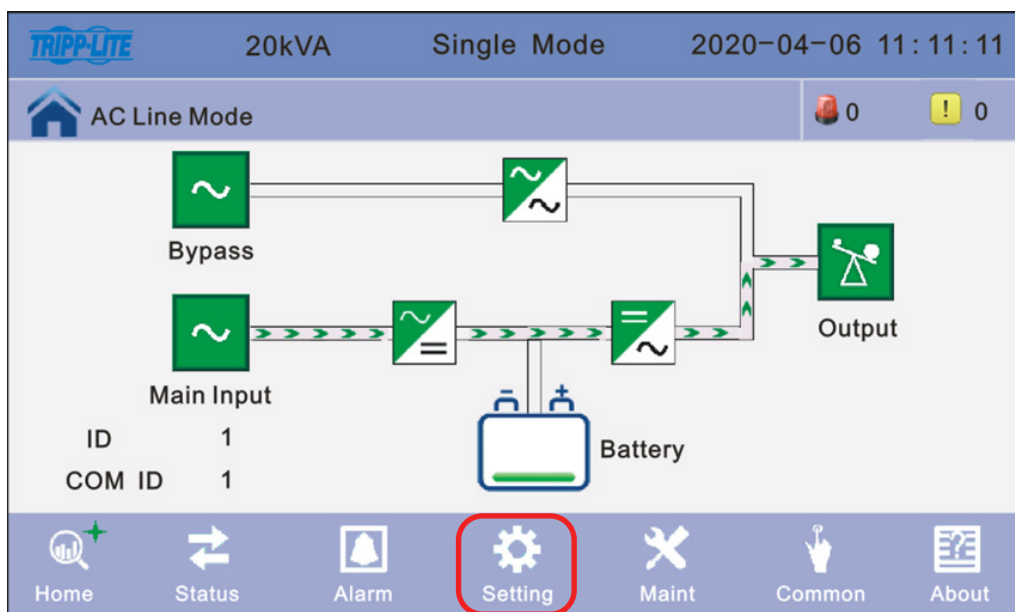 TRIPP-LITE 20kVA Single Mode 2020-04-06 11:11:11
AC Line Mode 0 ! 0
Bypass
Output
Main Input
Battery
ID 1
COM ID 1
Home Status Alarm Setting Maint Common About